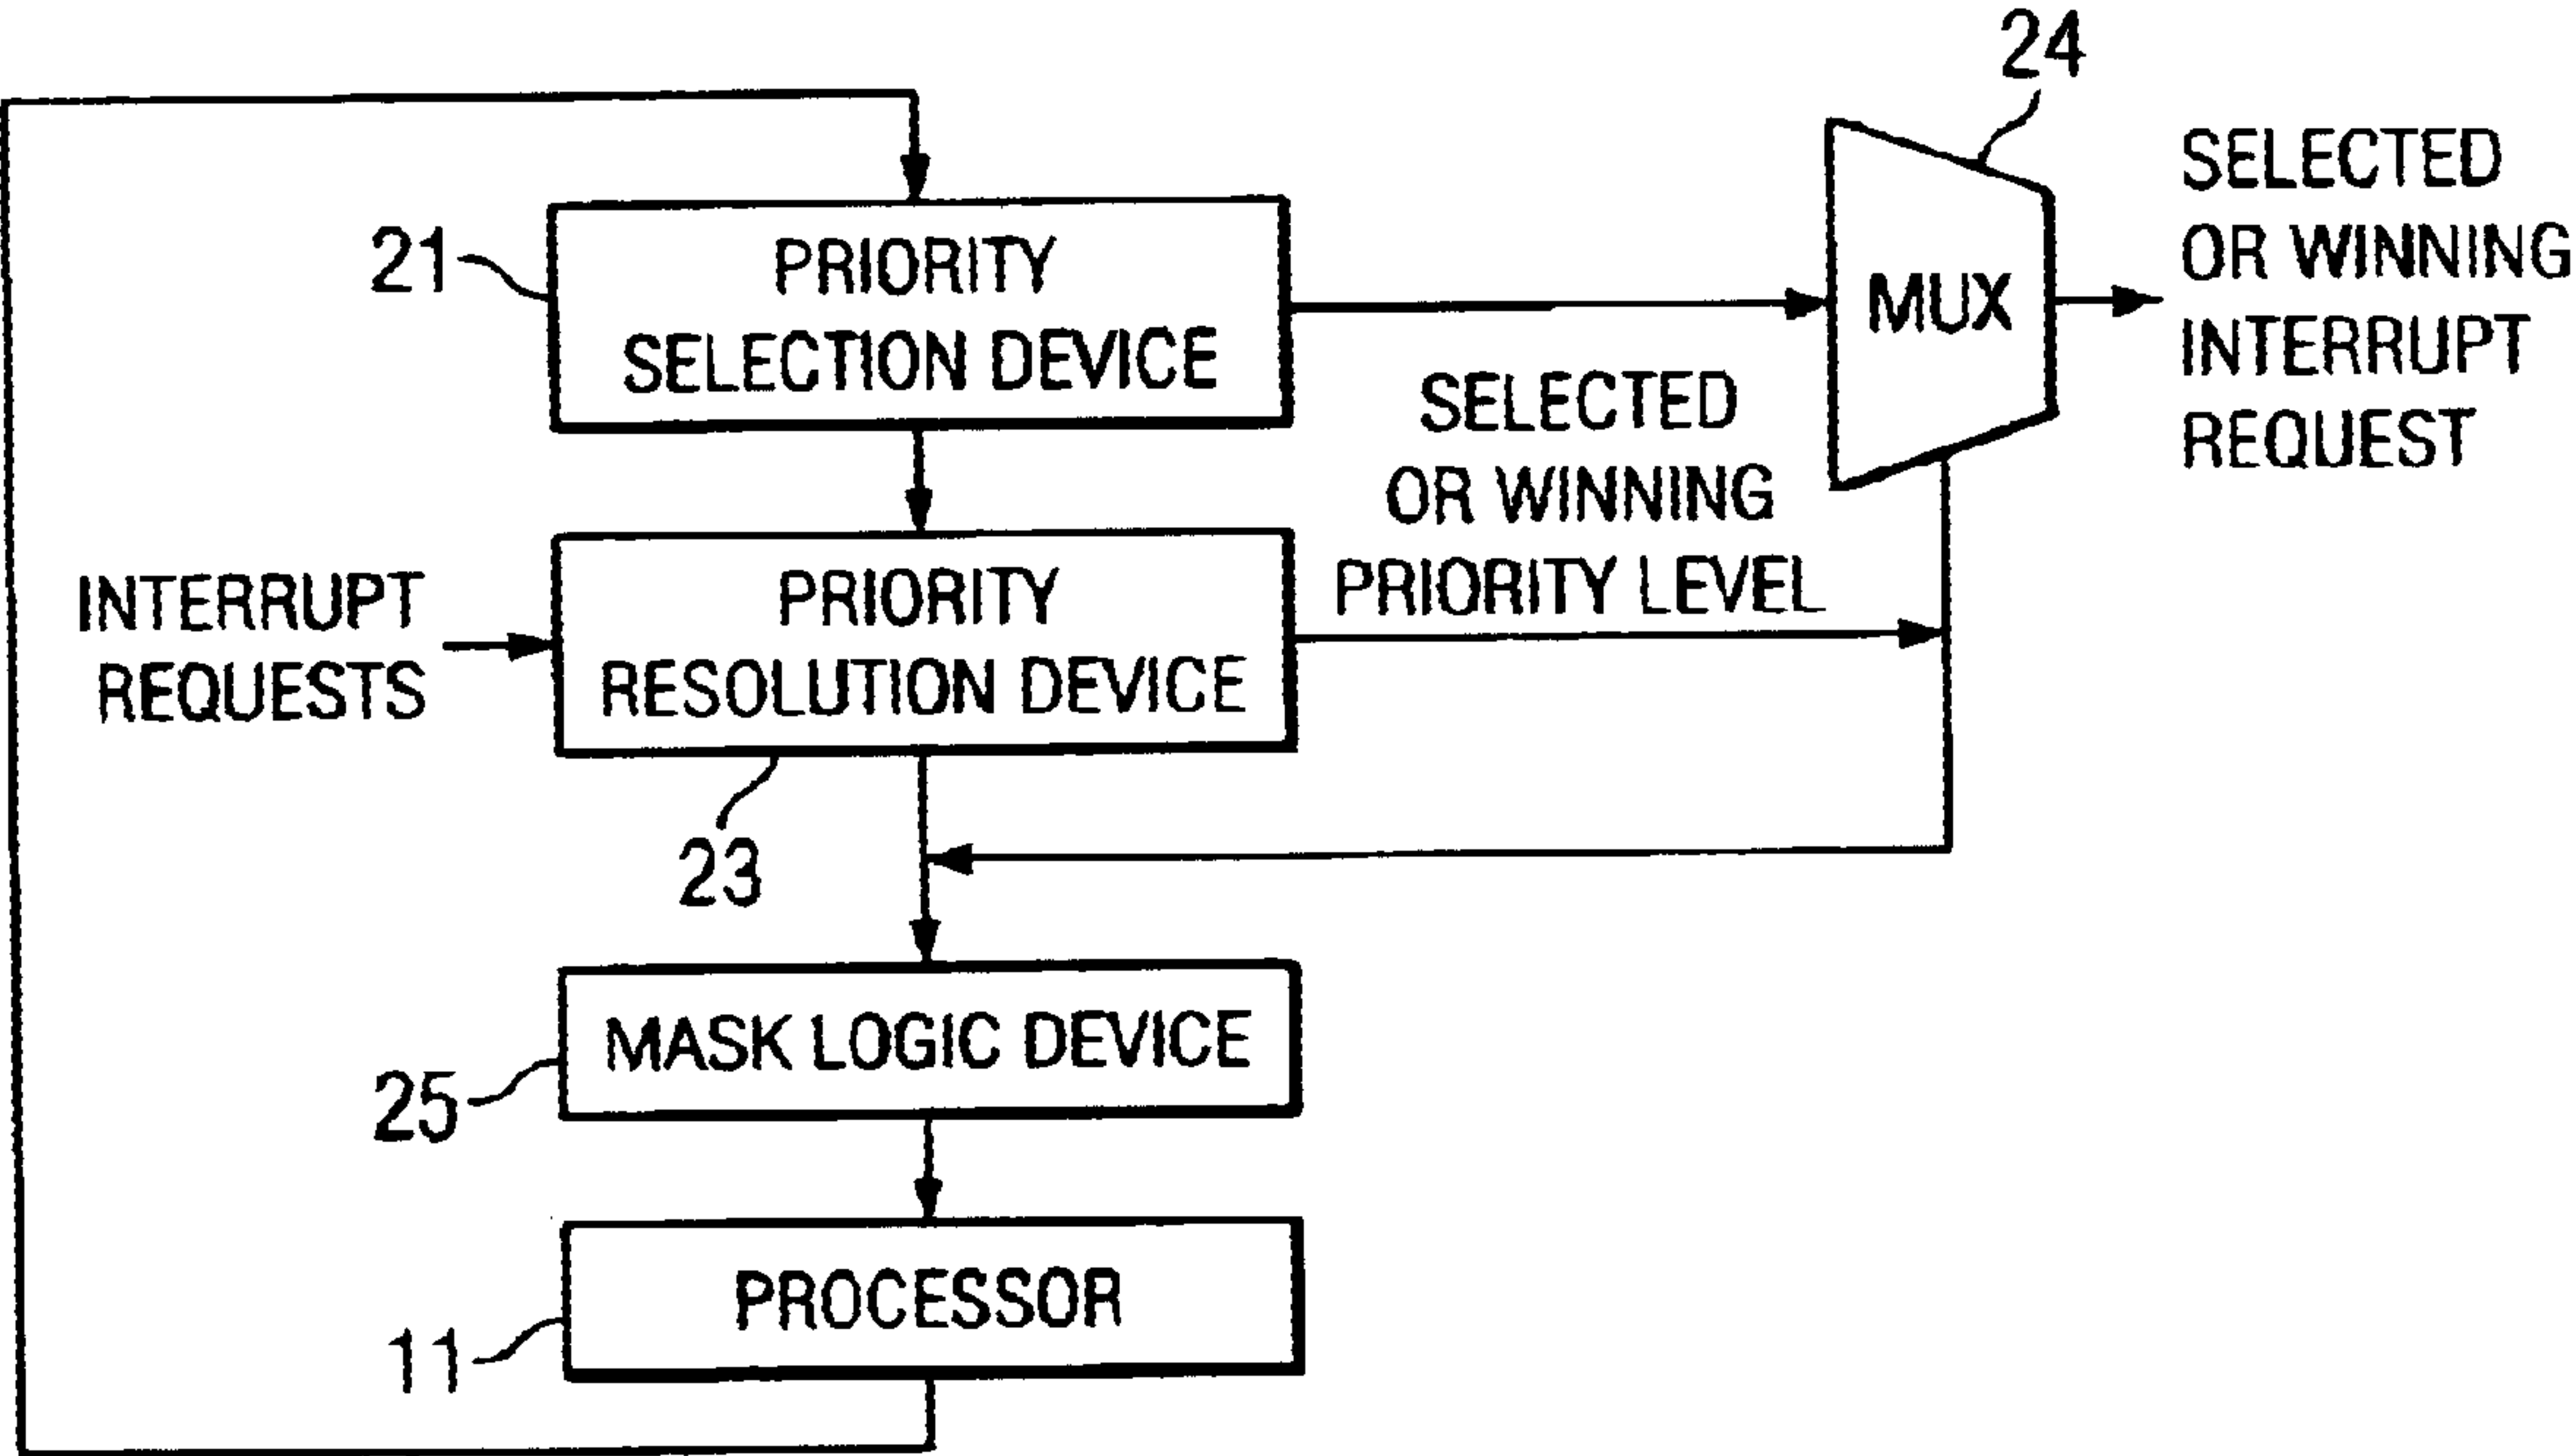 24
SELECTED
OR WINNING
INTERRUPT
REQUEST
21
PRIORITY
SELECTION DEVICE
MUX
SELECTED
OR WINNING
PRIORITY LEVEL
INTERRUPT
REQUESTS
PRIORITY
RESOLUTION DEVICE
23
MASK LOGIC DEVICE
25
PROCESSOR
11